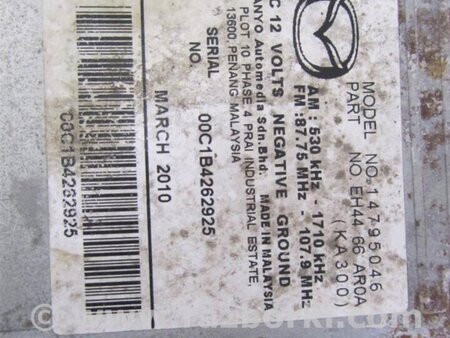 MODEL NO. 14795046
PART NO. EH44 66 AR0A
(KA300)
AM : 530 kHz - 1710 kHz
FM : 87.75 MHz - 107.9 MHz
12 VOLTS NEGATIVE GROUND
ANYO Automedia Sdn.Bhd. MADE IN MALAYSIA
PLOT 10 PHASE 4 PRAI INDUSTRIAL ESTATE,
13600, PENANG MALAYSIA
SERIAL NO. 00C1B4262925
MARCH 2010
00C1B4262925